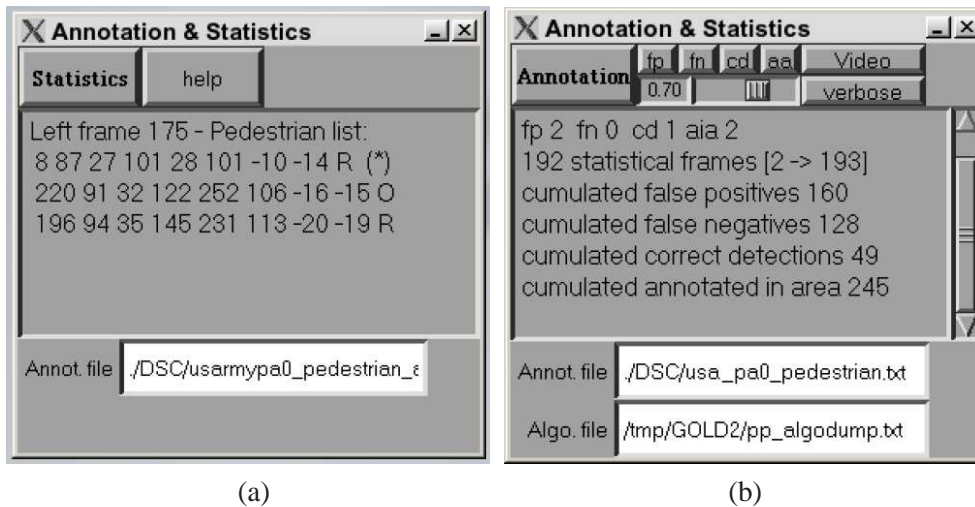 Annotation & Statistics
Statistics help
Left frame 175 - Pedestrian list:
8 87 27 101 28 101 -10 -14 R (*)
220 91 32 122 252 106 -16 -15 O
196 94 35 145 231 113 -20 -19 R
Annot. file ./DSC/usarmypa0_pedestrian_a
(a)
Annotation & Statistics
Annotation fp fn cd aa Video
0.70 verbose
fp 2 fn 0 cd 1 aia 2
192 statistical frames [2 -> 193]
cumulated false positives 160
cumulated false negatives 128
cumulated correct detections 49
cumulated annotated in area 245
Annot. file ./DSC/usa_pa0_pedestrian.txt
Algo. file /tmp/GOLD2/pp_algodump.txt
(b)